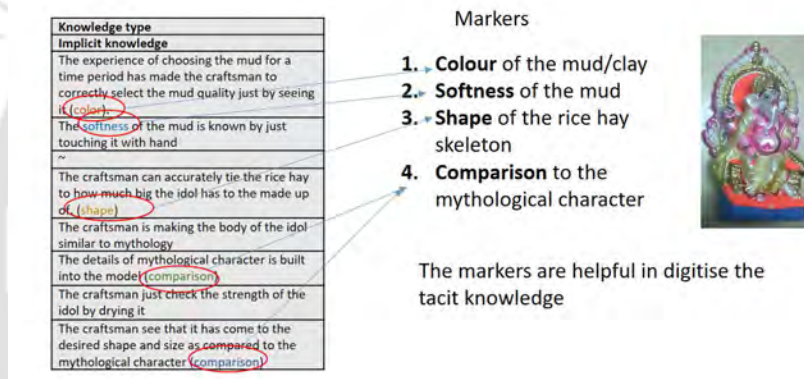 Knowledge type
Implicit knowledge
The experience of choosing the mud for a
time period has made the craftsman to
correctly select the mud quality just by seeing
it (color).
The softness of the mud is known by just
touching it with hand
~
The craftsman can accurately tie the rice hay
to how much big the idol has to the made up
of. (shape)
The craftsman is making the body of the idol
similar to mythology
The details of mythological character is built
into the model (comparison)
The craftsman just check the strength of the
idol by drying it
The craftsman see that it has come to the
desired shape and size as compared to the
mythological character (comparison)
Markers
1. Colour of the mud/clay
2. Softness of the mud
3. Shape of the rice hay
skeleton
4. Comparison to the
mythological character
The markers are helpful in digitise the
tacit knowledge